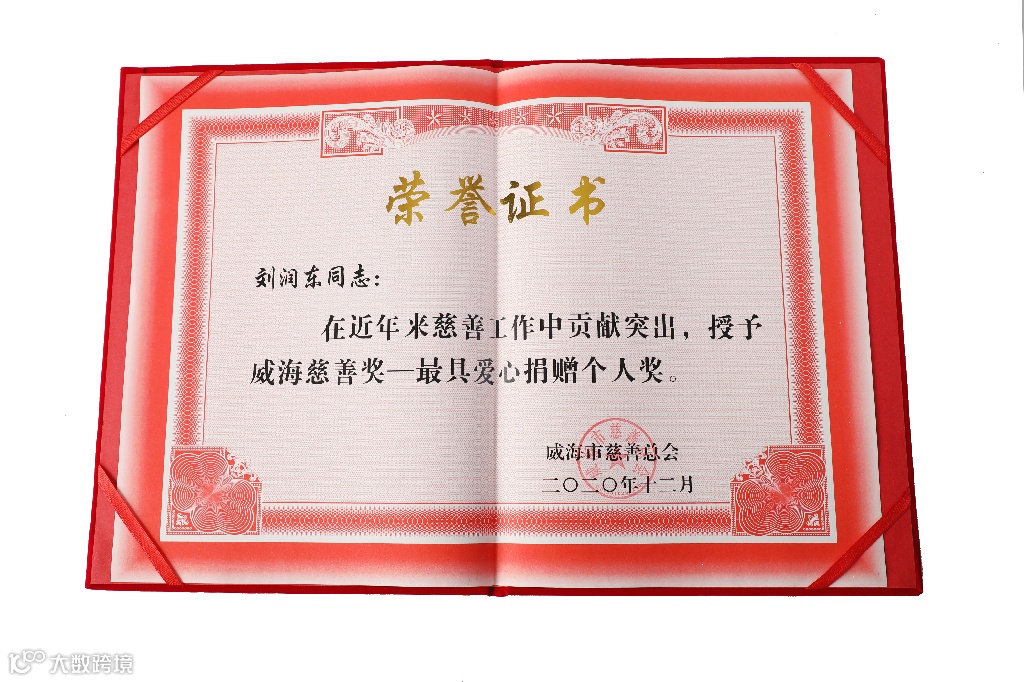 荣誉证书
刘润东同志：
在近年来慈善工作中贡献突出，授予
威海慈善奖—最具爱心捐赠个人奖。
威海市慈善总会
二〇二〇年十二月
大数跨境